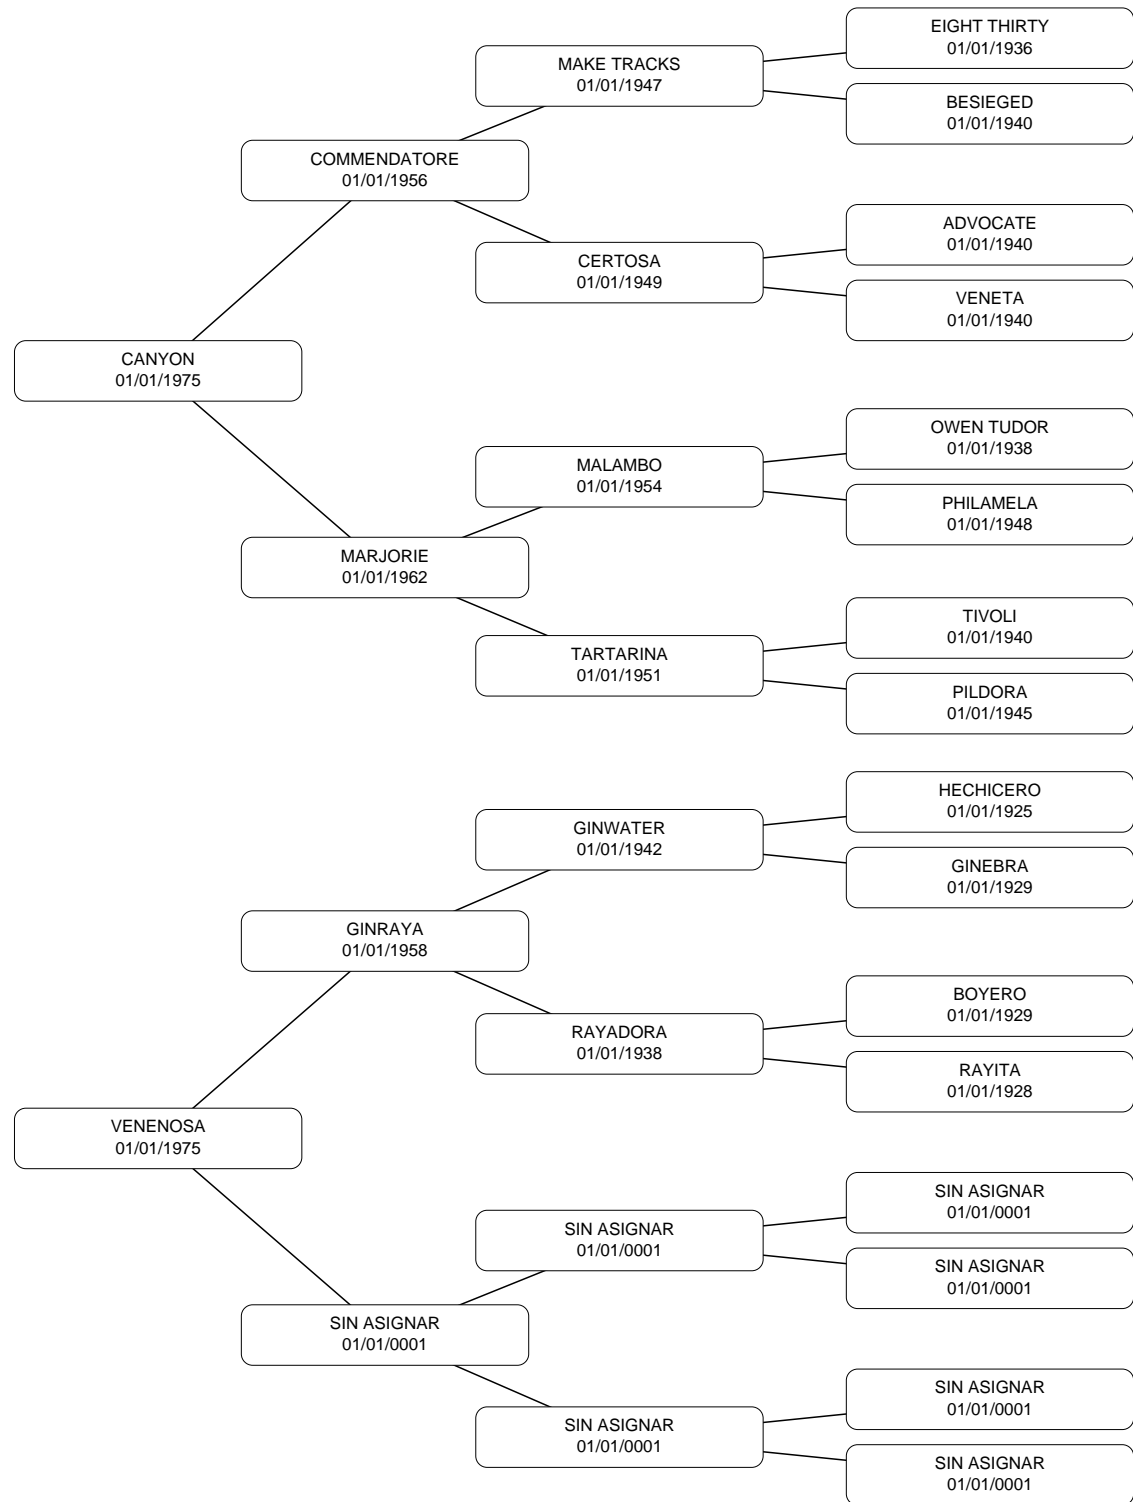 EIGHT THIRTY
01/01/1936
MAKE TRACKS
01/01/1947
BESIEGED
01/01/1940
COMMENDATORE
01/01/1956
ADVOCATE
01/01/1940
CERTOSA
01/01/1949
VENETA
01/01/1940
CANYON
01/01/1975
OWEN TUDOR
01/01/1938
MALAMBO
01/01/1954
PHILAMELA
01/01/1948
MARJORIE
01/01/1962
TIVOLI
01/01/1940
TARTARINA
01/01/1951
PILDORA
01/01/1945
HECHICERO
01/01/1925
GINWATER
01/01/1942
GINEBRA
01/01/1929
GINRAYA
01/01/1958
BOYERO
01/01/1929
RAYADORA
01/01/1938
RAYITA
01/01/1928
VENENOSA
01/01/1975
SIN ASIGNAR
01/01/0001
SIN ASIGNAR
01/01/0001
SIN ASIGNAR
01/01/0001
SIN ASIGNAR
01/01/0001
SIN ASIGNAR
01/01/0001
SIN ASIGNAR
01/01/0001
SIN ASIGNAR
01/01/0001